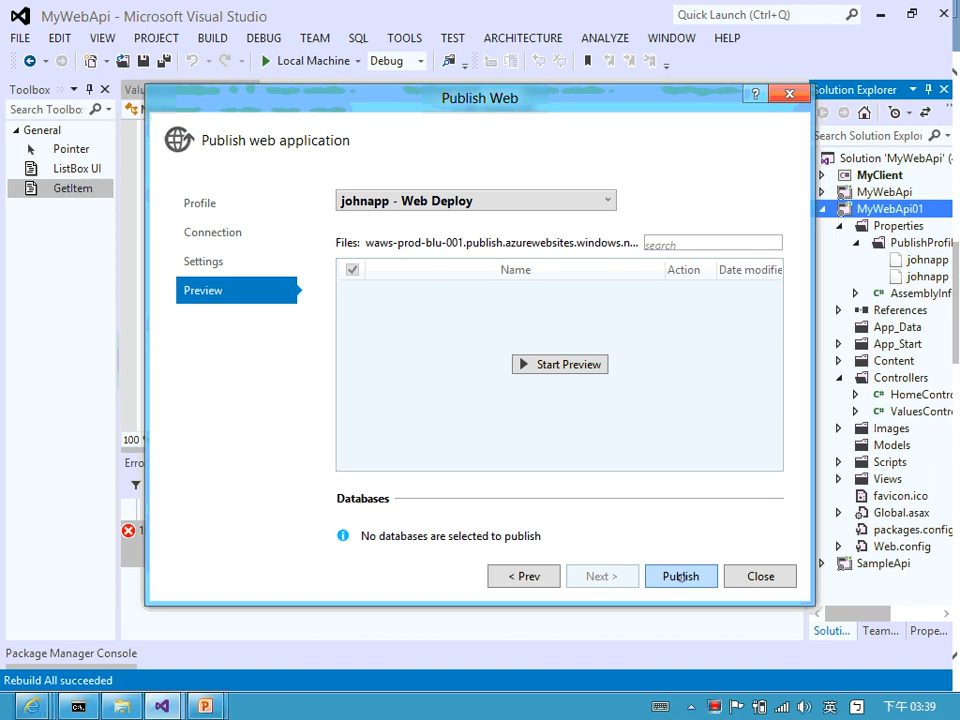 MyWebApi - Microsoft Visual Studio
Quick Launch (Ctrl+Q)
FILE EDIT VIEW PROJECT BUILD DEBUG TEAM SQL TOOLS TEST ARCHITECTURE ANALYZE WINDOW HELP
Local Machine Debug
Toolbox
Search Toolbo
General
Pointer
ListBox UI
GetItem
Valu
100
Erro
1
Publish Web
?
Publish web application
Profile
Connection
Settings
Preview
johnapp - Web Deploy
Files: waws-prod-blu-001.publish.azurewebsites.windows.n...
search
Name Action Date modifie
Start Preview
Databases
No databases are selected to publish
< Prev Next > Publish Close
Solution Explorer
Search Solution Explor
Solution 'MyWebApi' (
MyClient
MyWebApi
MyWebApi01
Properties
PublishProfil
johnapp
johnapp
AssemblyInf
References
App_Data
App_Start
Content
Controllers
HomeContro
ValuesContr
Images
Models
Scripts
Views
favicon.ico
Global.asax
packages.config
Web.config
SampleApi
Soluti... Team... Prope...
Package Manager Console
Rebuild All succeeded
英
下午 03:39